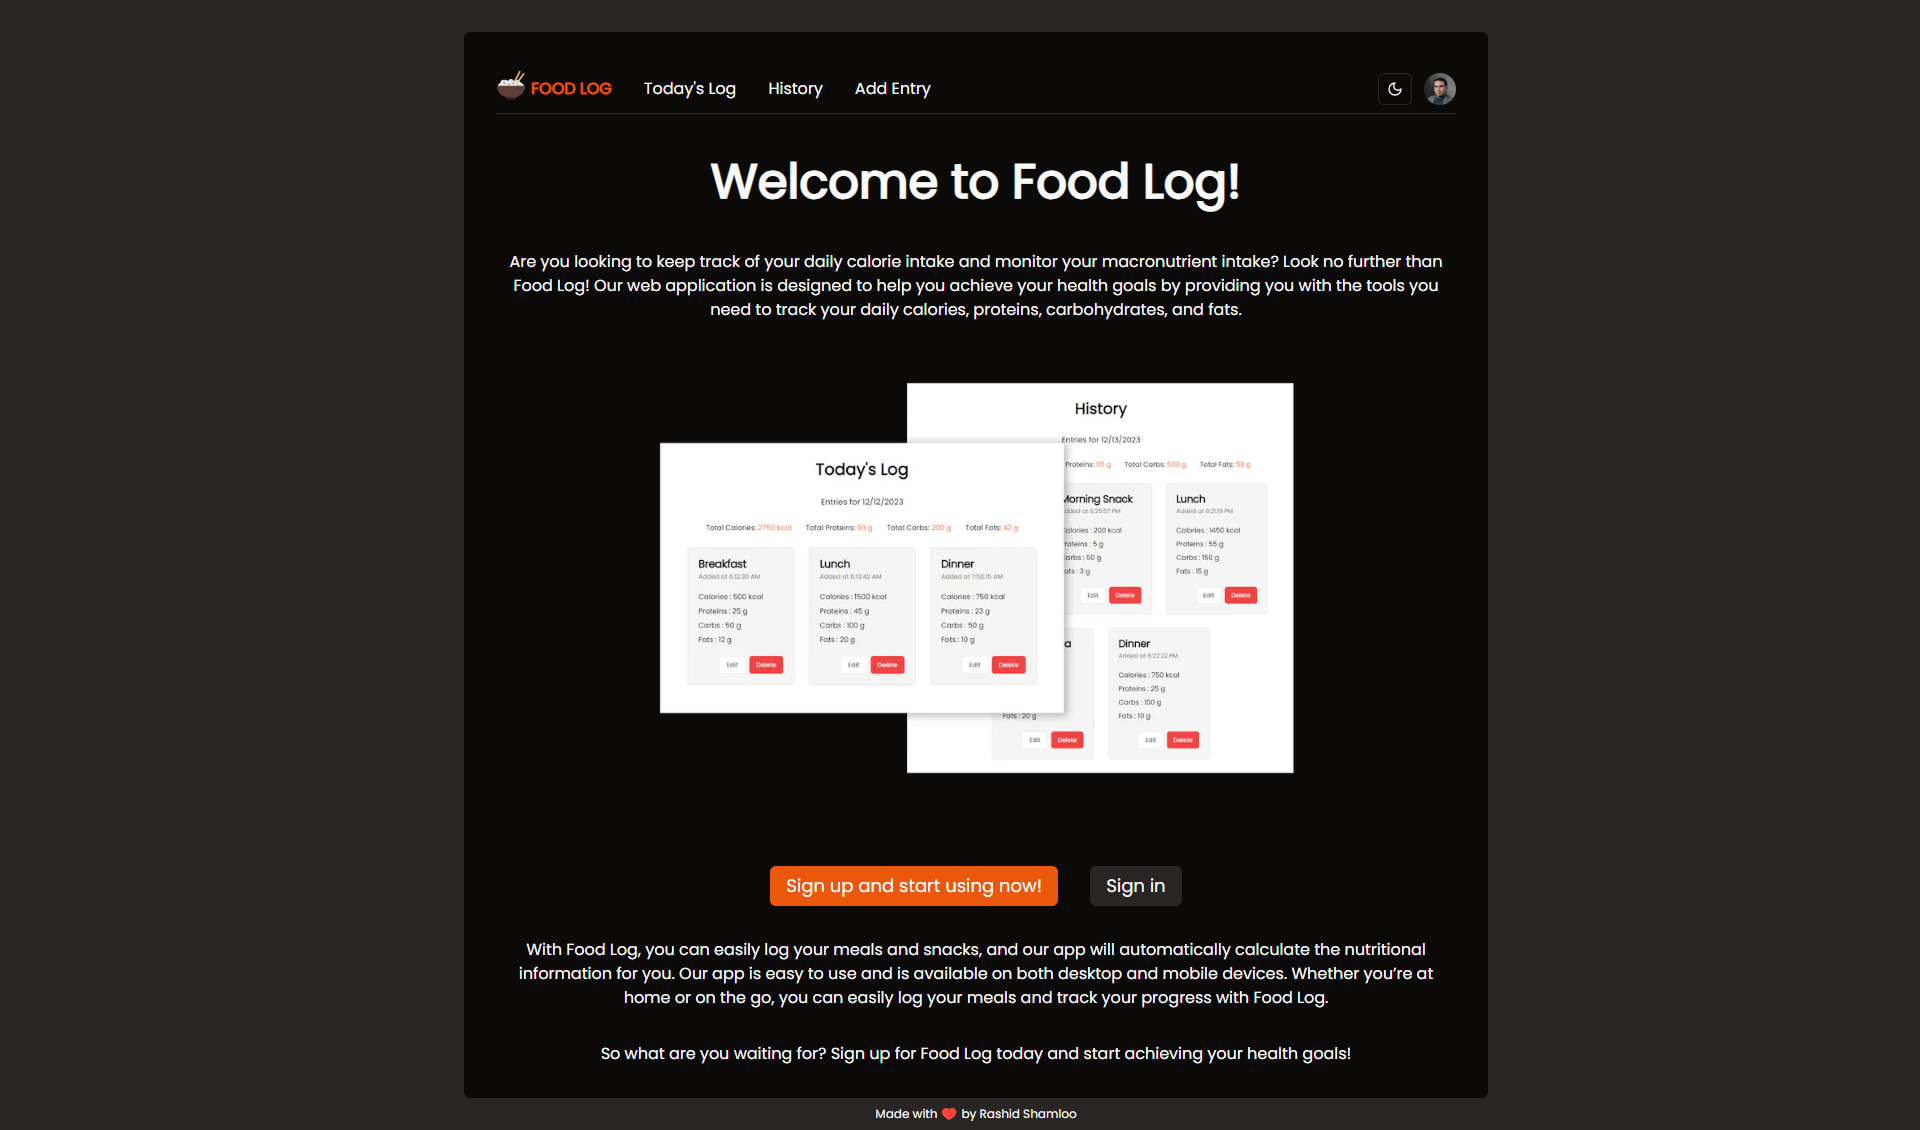 FOOD LOG
Today's Log
History
Add Entry
Welcome to Food Log!
Are you looking to keep track of your daily calorie intake and monitor your macronutrient intake? Look no further than
Food Log! Our web application is designed to help you achieve your health goals by providing you with the tools you
need to track your daily calories, proteins, carbohydrates, and fats.
Today's Log
Entries for 12/12/2023
Total Calories: 2750 kcal Total Proteins: 93 g Total Carbs: 200 g Total Fats: 42 g
Breakfast
Added at 6:12:30 AM
Calories : 500 kcal
Proteins : 25 g
Carbs : 50 g
Fats : 12 g
Edit Delete
Lunch
Added at 6:13:42 AM
Calories : 1500 kcal
Proteins : 45 g
Carbs : 100 g
Fats : 20 g
Edit Delete
Dinner
Added at 7:50:15 AM
Calories : 750 kcal
Proteins : 23 g
Carbs : 50 g
Fats : 10 g
Edit Delete
History
Entries for 12/13/2023
Proteins: 115 g Total Carbs: 500 g Total Fats: 59 g
Morning Snack
added at 6:20:57 PM
Calories : 200 kcal
Proteins : 5 g
Carbs : 50 g
ats : 3 g
Edit Delete
Lunch
Added at 6:21:19 PM
Calories : 1450 kcal
Proteins : 55 g
Carbs : 150 g
Fats : 15 g
Edit Delete
a
Fats : 20 g
Edit Delete
Dinner
Added at 6:22:22 PM
Calories : 750 kcal
Proteins : 25 g
Carbs : 100 g
Fats : 10 g
Edit Delete
Sign up and start using now!
Sign in
With Food Log, you can easily log your meals and snacks, and our app will automatically calculate the nutritional
information for you. Our app is easy to use and is available on both desktop and mobile devices. Whether you’re at
home or on the go, you can easily log your meals and track your progress with Food Log.
So what are you waiting for? Sign up for Food Log today and start achieving your health goals!
Made with ❤ by Rashid Shamloo